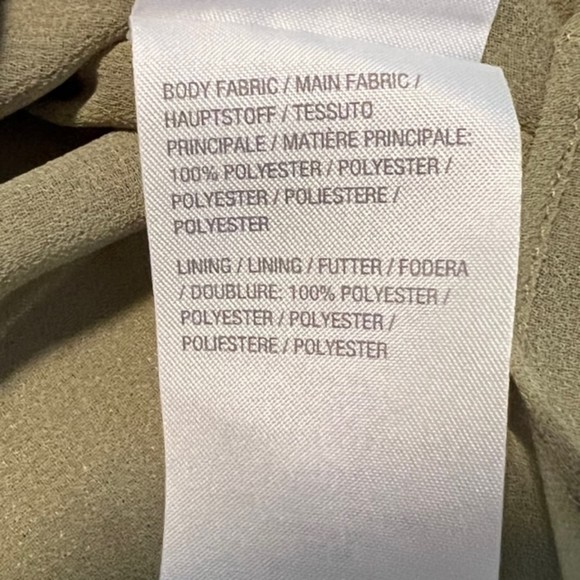 BODY FABRIC / MAIN FABRIC /
HAUPTSTOFF / TESSUTO
PRINCIPALE / MATIÈRE PRINCIPALE:
100% POLYESTER / POLYESTER /
POLYESTER / POLIESTERE /
POLYESTER
LINING / LINING / FUTTER / FODERA
/ DOUBLURE: 100% POLYESTER /
POLYESTER / POLYESTER /
POLIESTERE / POLYESTER